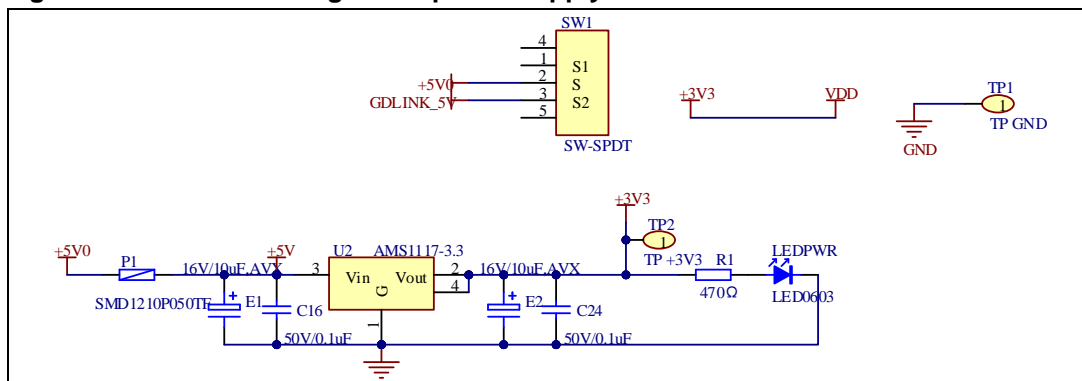 SW1
4
1
S1
+5V0
2
S
GDLINK_5V
3
S2
5
SW-SPDT
+3V3
VDD
TP1
1
TP GND
GND
+3V3
TP2
1
TP +3V3
+5V0
P1
SMD1210P050TF
+5V
16V/10uF,AVX
E1
C16
50V/0.1uF
U2
AMS1117-3.3
3
Vin
Vout
2
4
G
1
16V/10uF,AVX
E2
C24
50V/0.1uF
R1
470Ω
LEDPWR
LED0603